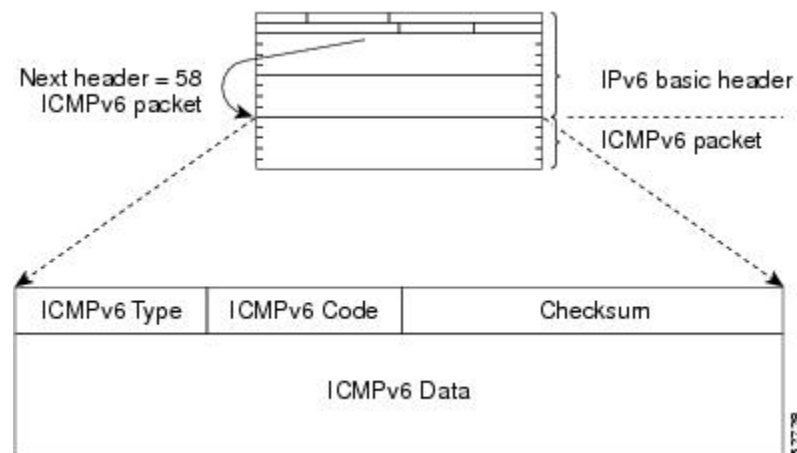 Next header = 58
ICMPv6 packet
IPv6 basic header
ICMPv6 packet
ICMPv6 Type
ICMPv6 Code
Checksum
ICMPv6 Data